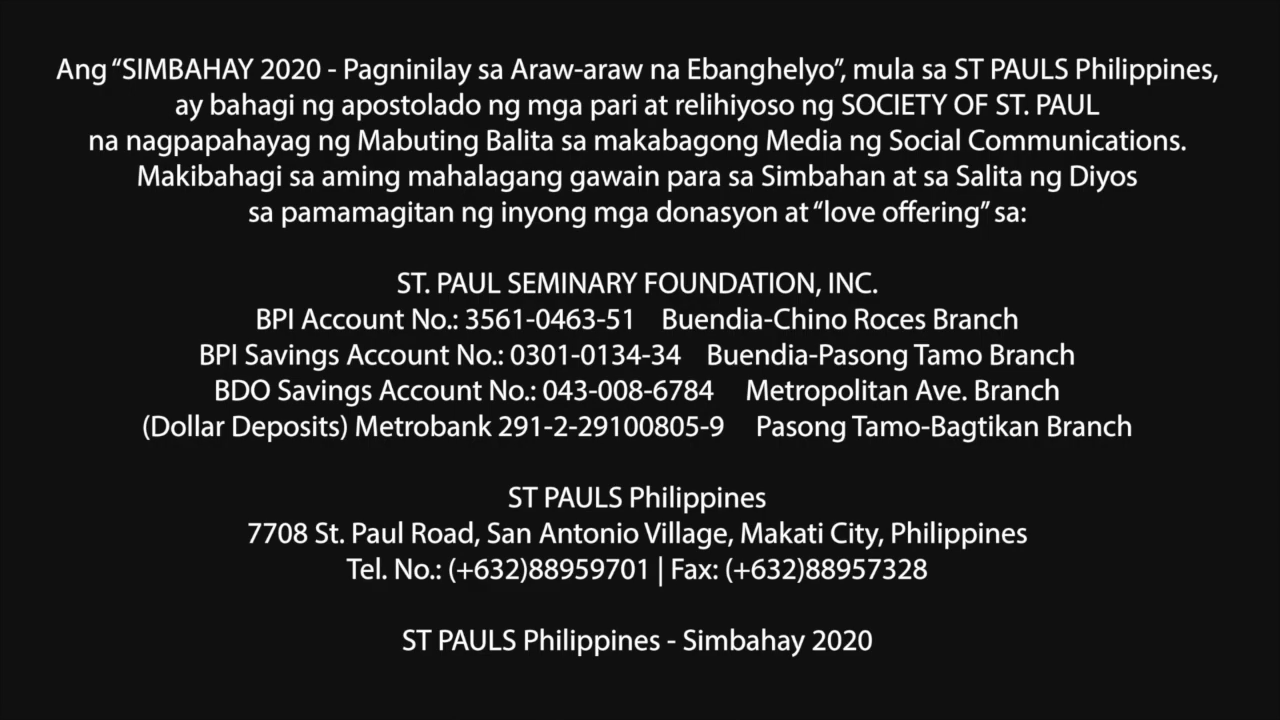 Ang “SIMBAHAY 2020 - Pagninilay sa Araw-araw na Ebanghelyo”, mula sa ST PAULS Philippines,
ay bahagi ng apostolado ng mga pari at relihiyoso ng SOCIETY OF ST. PAUL
na nagpapahayag ng Mabuting Balita sa makabagong Media ng Social Communications.
Makibahagi sa aming mahalagang gawain para sa Simbahan at sa Salita ng Diyos
sa pamamagitan ng inyong mga donasyon at “love offering” sa:
ST. PAUL SEMINARY FOUNDATION, INC.
BPI Account No.: 3561-0463-51 Buendia-Chino Roces Branch
BPI Savings Account No.: 0301-0134-34 Buendia-Pasong Tamo Branch
BDO Savings Account No.: 043-008-6784 Metropolitan Ave. Branch
(Dollar Deposits) Metrobank 291-2-29100805-9 Pasong Tamo-Bagtikan Branch
ST PAULS Philippines
7708 St. Paul Road, San Antonio Village, Makati City, Philippines
Tel. No.: (+632)88959701 | Fax: (+632)88957328
ST PAULS Philippines - Simbahay 2020